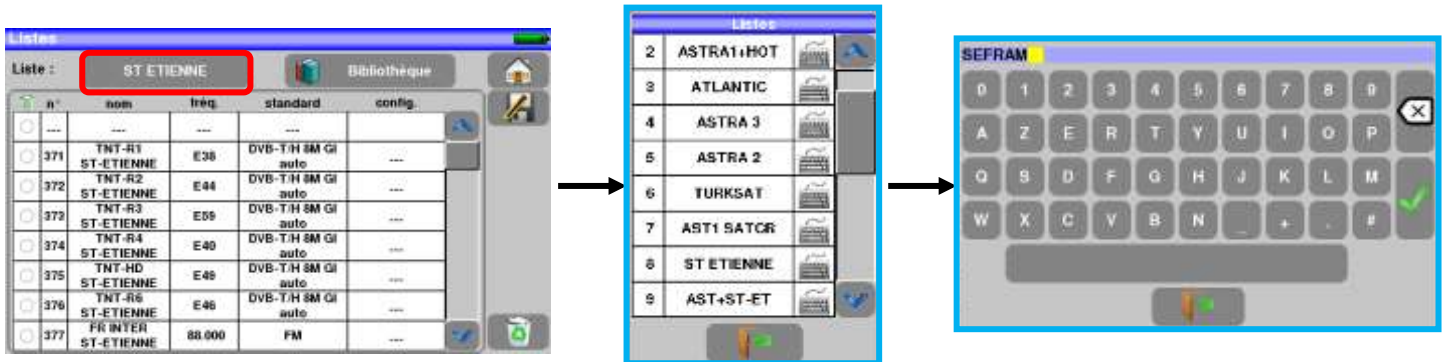 Listes
Liste : ST ETIENNE Bibliothèque
n° nom fréq. standard config.
--- --- --- ---
371 TNT-R1 ST-ETIENNE E38 DVB-T/H 8M GI auto ---
372 TNT-R2 ST-ETIENNE E44 DVB-T/H 8M GI auto ---
373 TNT-R3 ST-ETIENNE E59 DVB-T/H 8M GI auto ---
374 TNT-R4 ST-ETIENNE E40 DVB-T/H 8M GI auto ---
375 TNT-HD ST-ETIENNE E49 DVB-T/H 8M GI auto ---
376 TNT-R6 ST-ETIENNE E46 DVB-T/H 8M GI auto ---
377 FR INTER ST-ETIENNE 88.000 FM ---
Listes
2 ASTRA1+HOT
3 ATLANTIC
4 ASTRA 3
5 ASTRA 2
6 TURKSAT
7 AST1 SATCR
8 ST ETIENNE
9 AST+ST-ET
SEFRAM
0 1 2 3 4 5 6 7 8 9
A Z E R T Y U I O P
Q S D F G H J K L M
W X C V B N _ + . #